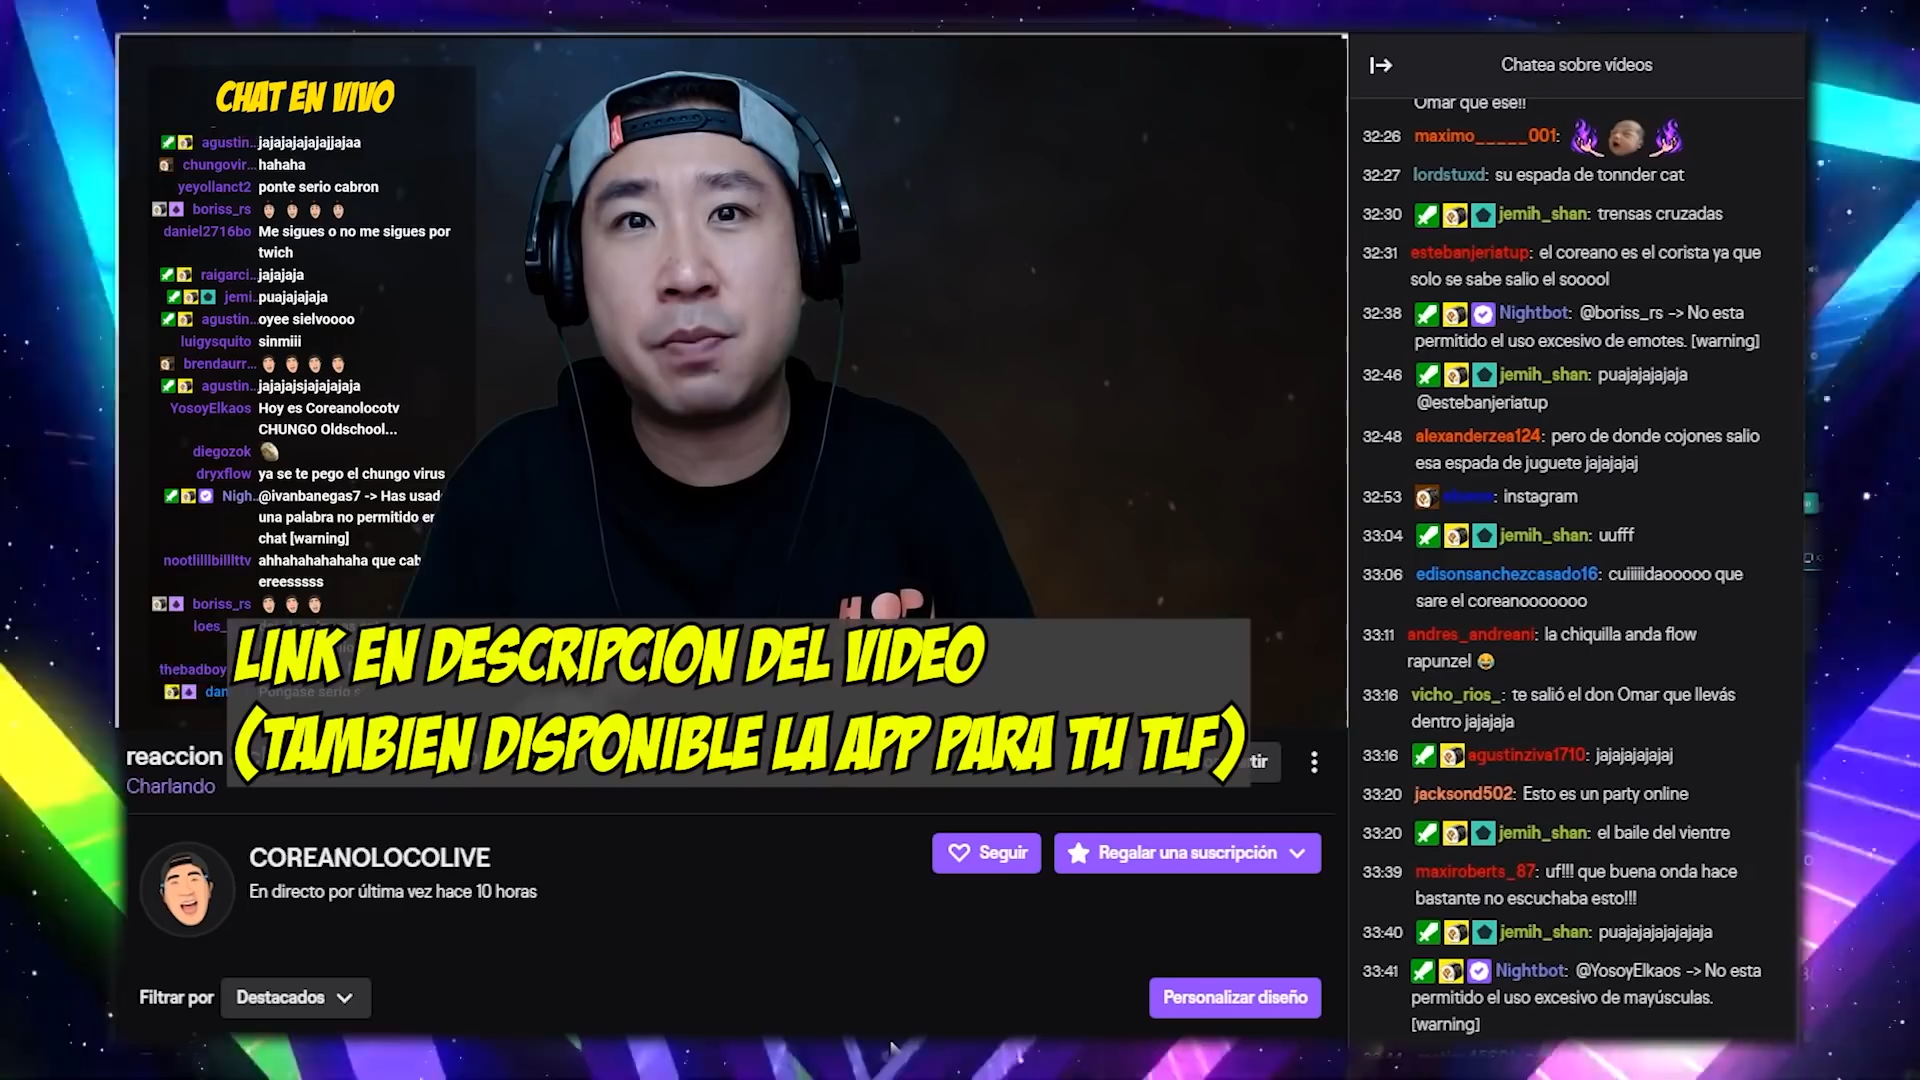 CHAT EN VIVO
agustin.. jajajajajajjajaa
chungovir... hahaha
yeyollanct2 ponte serio cabron
boriss_rs
daniel2716bo Me sigues o no me sigues por
twich
raigarci.. jajajaja
jemi.. puajajajaja
agustin... oyee sielvoooo
luigysquito sinmiii
brendaurr...
agustin.. jajajajsjajajajaja
YosoyElkaos Hoy es Coreanolocotv
CHUNGO Oldschool...
diegozok
dryxflow ya se te pego el chungo virus
Nigh.. @ivanbanegas7 -> Has usad
una palabra no permitido en
chat [warning]
nootlillllbilllttv ahhahahahahaha que cab
ereesssss
boriss_rs
loes_
thebadboy
dan Pongase serio s
LINK EN DESCRIPCION DEL VIDEO
(TAMBIEN DISPONIBLE LA APP PARA TU TLF)
reaccion
Charlando
COREANOLOCOLIVE
En directo por última vez hace 10 horas
Seguir
Regalar una suscripción
Filtrar por
Destacados
Personalizar diseño
Chatea sobre vídeos
Omar que ese!!
32:26 maximo_____001:
32:27 lordstuxd: su espada de tonnder cat
32:30 jemih_shan: trensas cruzadas
32:31 estebanjeriatup: el coreano es el corista ya que
solo se sabe salio el sooool
32:38 Nightbot: @boriss_rs -> No esta
permitido el uso excesivo de emotes. [warning]
32:46 jemih_shan: puajajajajaja
@estebanjeriatup
32:48 alexanderzea124: pero de donde cojones salio
esa espada de juguete jajajajaj
32:53 : instagram
33:04 jemih_shan: uufff
33:06 edisonsanchezcasado16: cuiiiiidaooooo que
sare el coreanooooooo
33:11 andres_andreani: la chiquilla anda flow
rapunzel
33:16 vicho_rios_: te salió el don Omar que llevás
dentro jajajaja
33:16 agustinziva1710: jajajajajajaj
33:20 jacksond502: Esto es un party online
33:20 jemih_shan: el baile del vientre
33:39 maxiroberts_87: uf!!! que buena onda hace
bastante no escuchaba esto!!!
33:40 jemih_shan: puajajajajajaja
33:41 Nightbot: @YosoyElkaos -> No esta
permitido el uso excesivo de mayúsculas.
[warning]